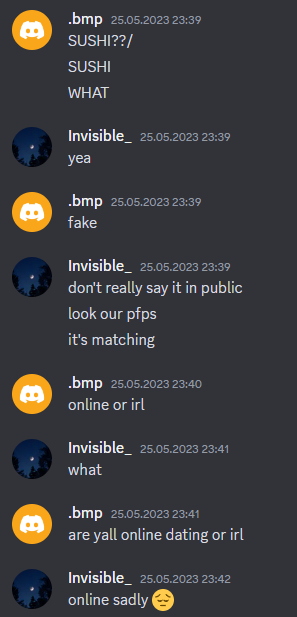 .bmp 25.05.2023 23:39
SUSHI??/
SUSHI
WHAT
Invisible_ 25.05.2023 23:39
yea
.bmp 25.05.2023 23:39
fake
Invisible_ 25.05.2023 23:39
don't really say it in public
look our pfps
it's matching
.bmp 25.05.2023 23:40
online or irl
Invisible_ 25.05.2023 23:41
what
.bmp 25.05.2023 23:41
are yall online dating or irl
Invisible_ 25.05.2023 23:42
online sadly 😔